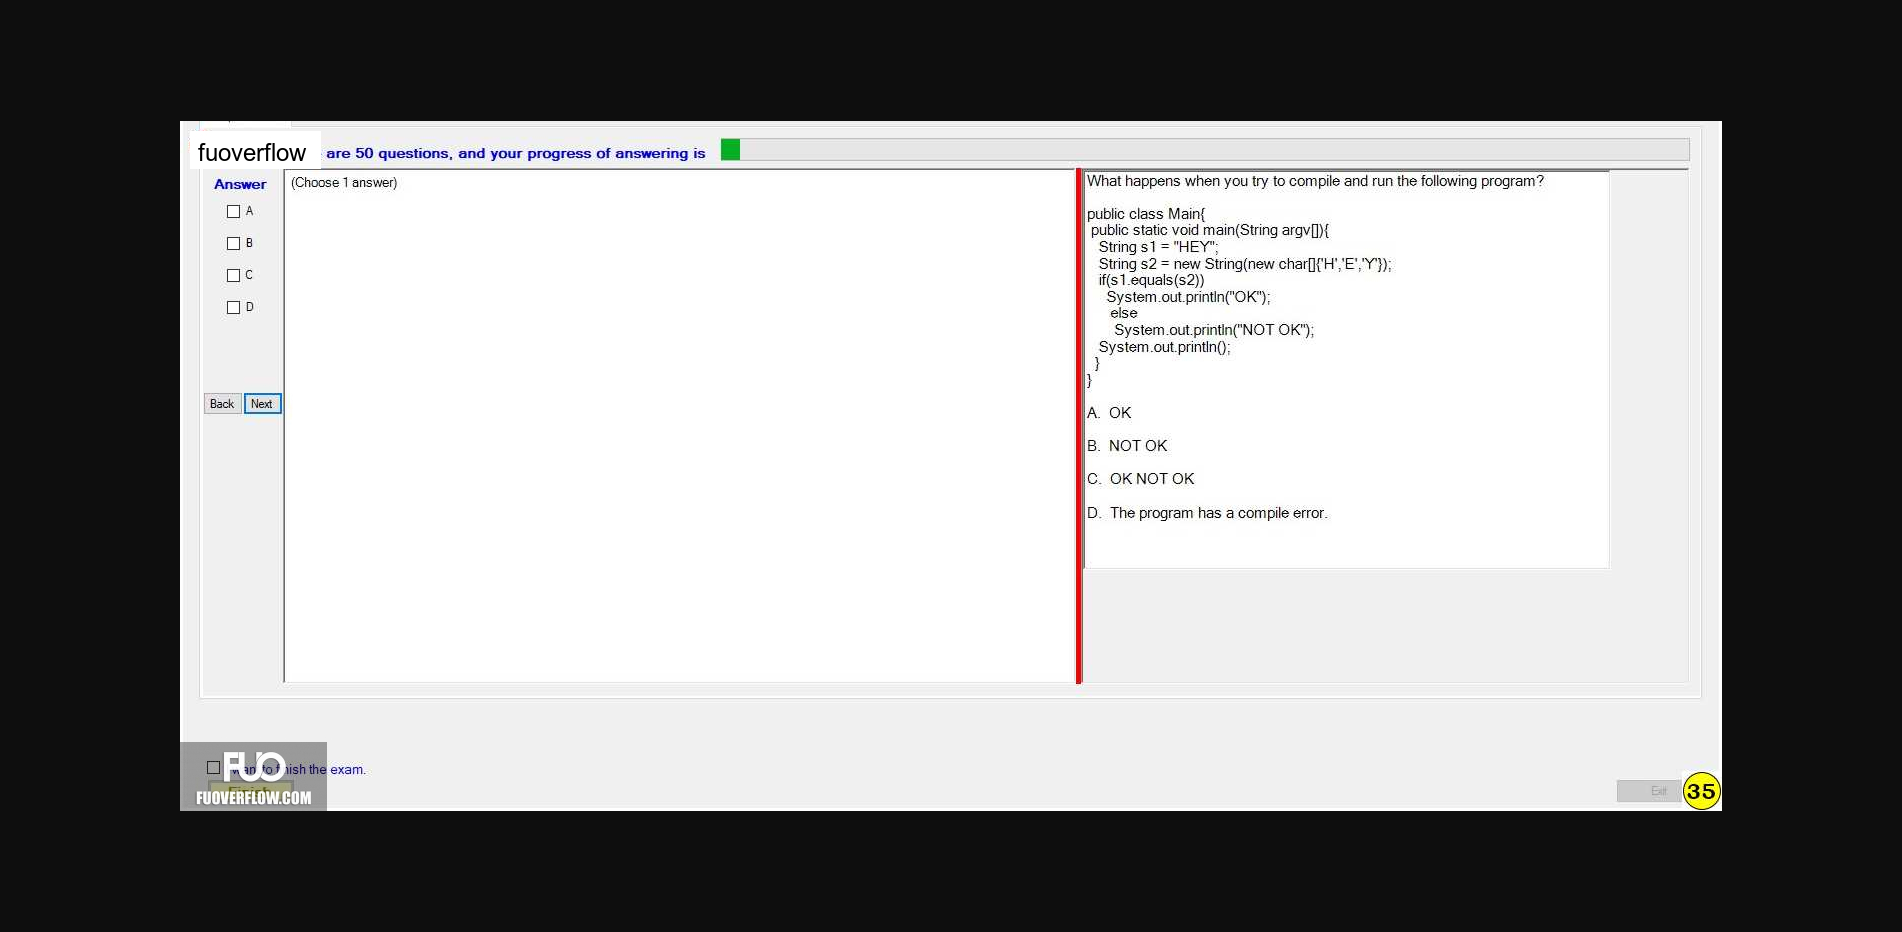 fuoverflow are 50 questions, and your progress of answering is
Answer
A
B
C
D
Back Next
(Choose 1 answer)
What happens when you try to compile and run the following program?
public class Main{
public static void main(String argv[]){
String s1 = "HEY";
String s2 = new String(new char[]{'H','E','Y'});
if(s1.equals(s2))
System.out.println("OK");
else
System.out.println("NOT OK");
System.out.println();
}
}
A. OK
B. NOT OK
C. OK NOT OK
D. The program has a compile error.
FUO
want to finish the exam.
Finish
FUOVERFLOW.COM
Exit
35